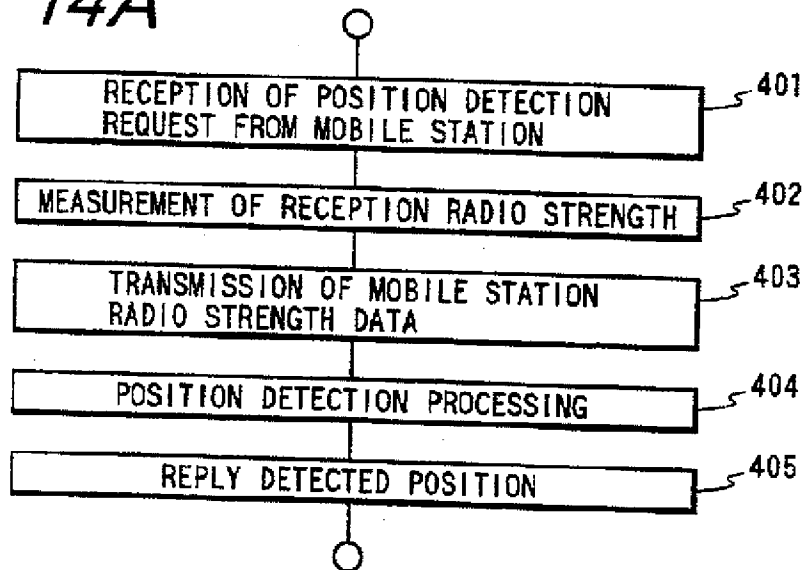 14A
RECEPTION OF POSITION DETECTION
REQUEST FROM MOBILE STATION
401
MEASUREMENT OF RECEPTION RADIO STRENGTH
402
TRANSMISSION OF MOBILE STATION
RADIO STRENGTH DATA
403
POSITION DETECTION PROCESSING
404
REPLY DETECTED POSITION
405